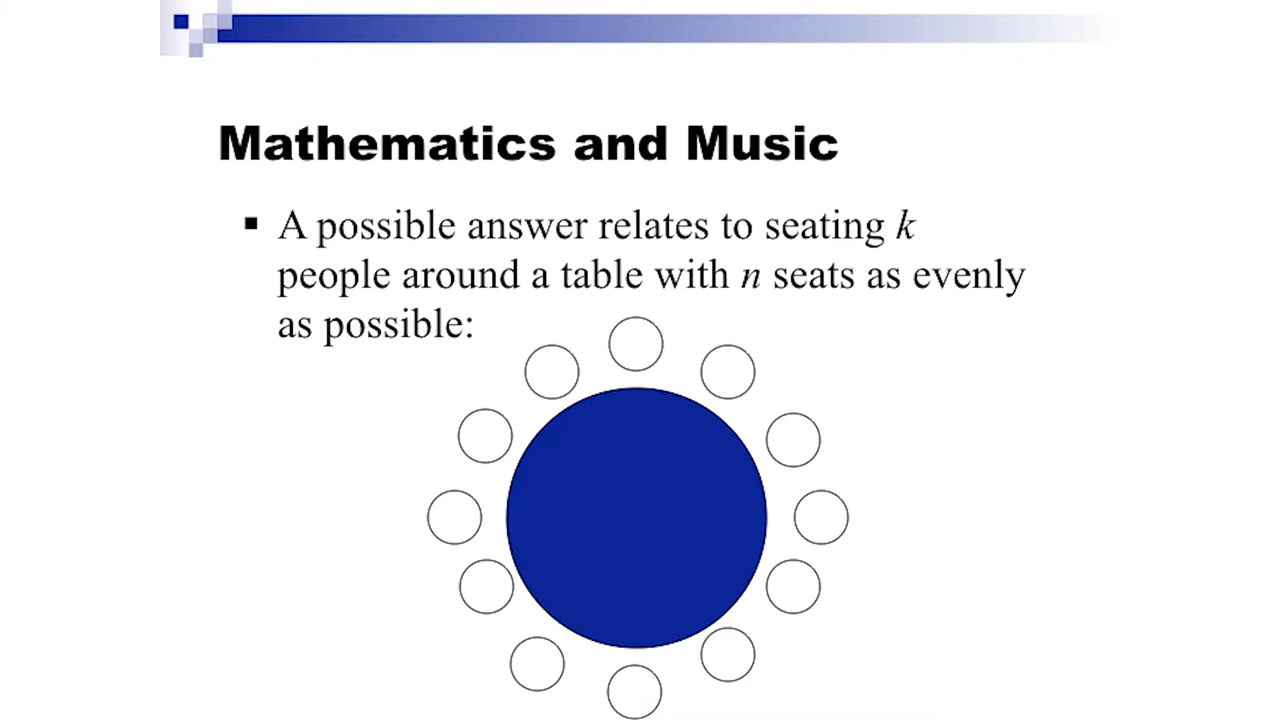 Mathematics and Music
▪ A possible answer relates to seating k
people around a table with n seats as evenly
as possible: